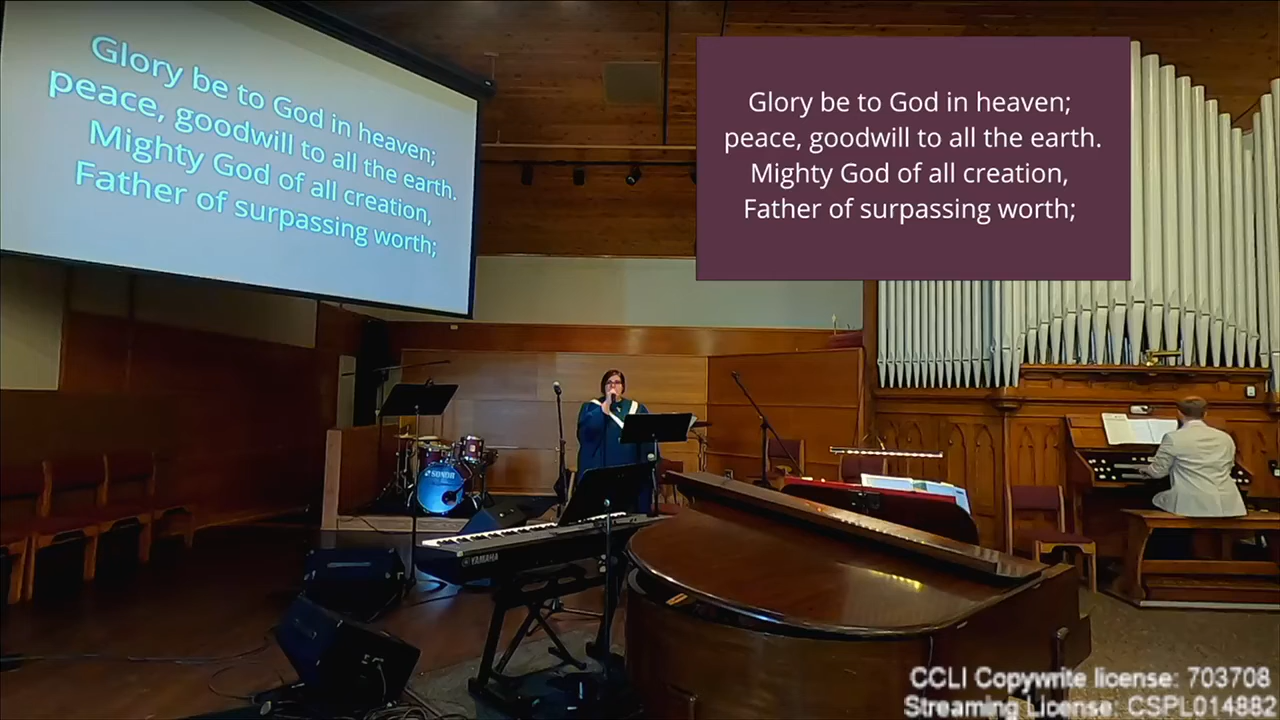 Glory be to God in heaven;
peace, goodwill to all the earth.
Mighty God of all creation,
Father of surpassing worth;
Glory be to God in heaven;
peace, goodwill to all the earth.
Mighty God of all creation,
Father of surpassing worth;
SONOR
YAMAHA
CCLI Copywrite license: 703708
Streaming License: CSPL014882